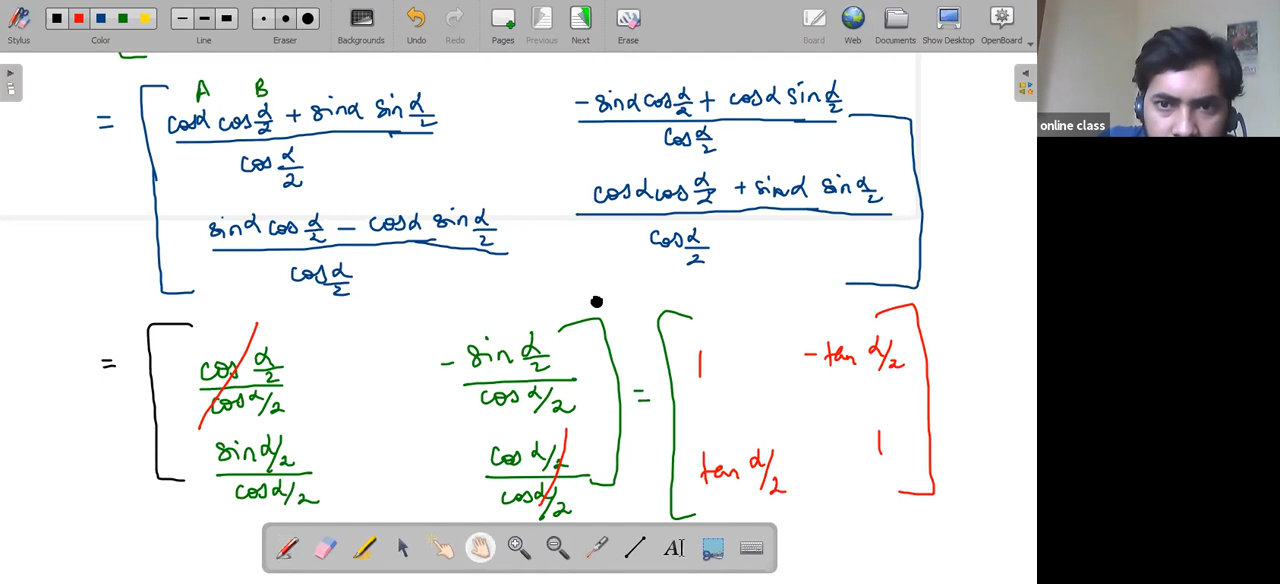 Stylus Color Line Eraser Backgrounds Undo Redo Pages Previous Next Erase Board Web Documents Show Desktop OpenBoard
online class
A B
= [ (cosα cos α/2 + sinα sin α/2) / (cos α/2)   (-sinα cos α/2 + cosα sin α/2) / (cos α/2)
(sinα cos α/2 - cosα sin α/2) / (cos α/2)   (cosα cos α/2 + sinα sin α/2) / (cos α/2) ]
= [ (cos α/2) / (cos α/2)   (-sin α/2) / (cos α/2)
(sin α/2) / (cos α/2)   (cos α/2) / (cos α/2) ]
= [ 1   -tan α/2
tan α/2   1 ]
A